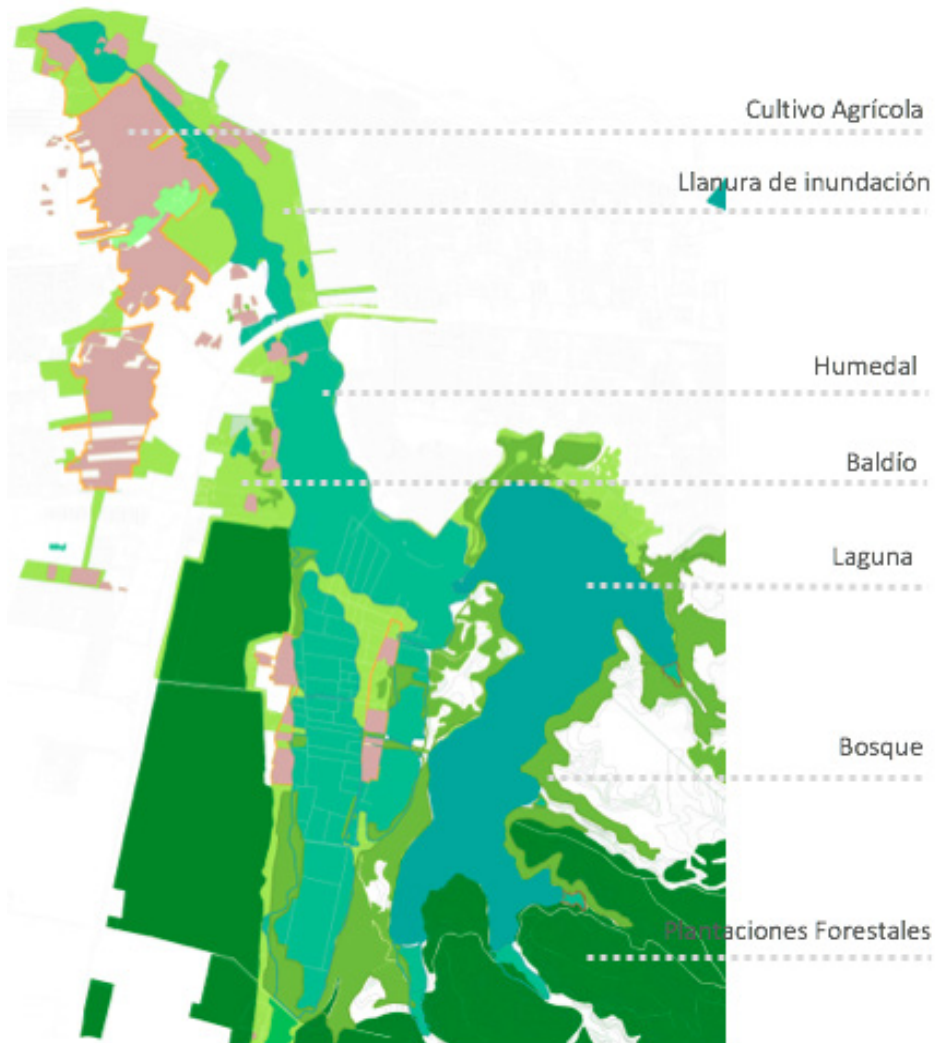 Cultivo Agrícola
Llanura de inundación
Humedal
Baldío
Laguna
Bosque
Plantaciones Forestales